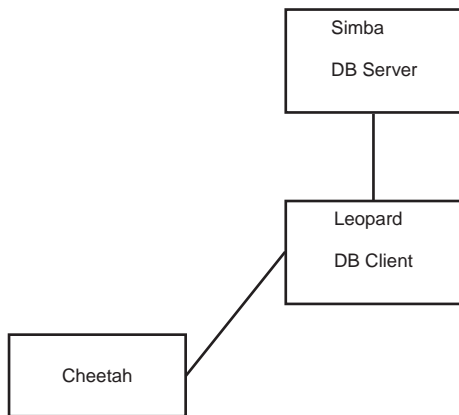 Simba
DB Server
Leopard
DB Client
Cheetah